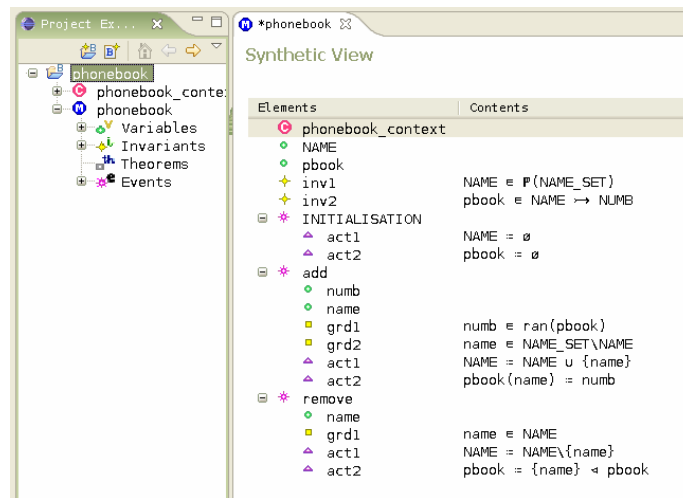 Project Ex...
phonebook
phonebook_conte
phonebook
Variables
Invariants
Theorems
Events
*phonebook
Synthetic View
Elements Contents
phonebook_context
NAME
pbook
inv1 NAME ∈ ℙ(NAME_SET)
inv2 pbook ∈ NAME ↣ NUMB
INITIALISATION
act1 NAME ≔ ∅
act2 pbook ≔ ∅
add
numb
name
grd1 numb ∈ ran(pbook)
grd2 name ∈ NAME_SET\NAME
act1 NAME ≔ NAME ∪ {name}
act2 pbook(name) ≔ numb
remove
name
grd1 name ∈ NAME
act1 NAME ≔ NAME\{name}
act2 pbook ≔ {name} ◁ pbook